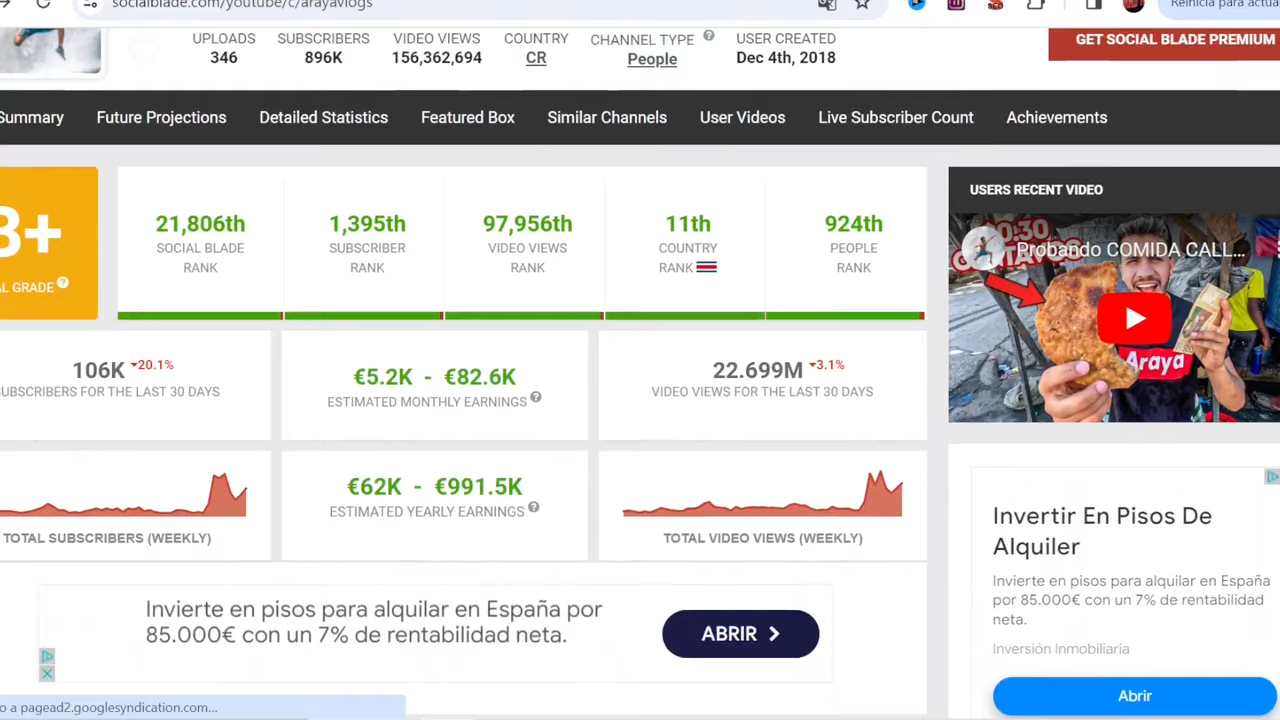 socialblade.com/youtube/c/arayavlogs
Reinicia para actua
UPLOADS
346
SUBSCRIBERS
896K
VIDEO VIEWS
156,362,694
COUNTRY
CR
CHANNEL TYPE
People
USER CREATED
Dec 4th, 2018
GET SOCIAL BLADE PREMIUM
Summary
Future Projections
Detailed Statistics
Featured Box
Similar Channels
User Videos
Live Subscriber Count
Achievements
B+
AL GRADE
21,806th
SOCIAL BLADE
RANK
1,395th
SUBSCRIBER
RANK
97,956th
VIDEO VIEWS
RANK
11th
COUNTRY
RANK
924th
PEOPLE
RANK
USERS RECENT VIDEO
Probando COMIDA CALL...
Araya
106K 20.1%
SUBSCRIBERS FOR THE LAST 30 DAYS
€5.2K - €82.6K
ESTIMATED MONTHLY EARNINGS
22.699M 3.1%
VIDEO VIEWS FOR THE LAST 30 DAYS
TOTAL SUBSCRIBERS (WEEKLY)
€62K - €991.5K
ESTIMATED YEARLY EARNINGS
TOTAL VIDEO VIEWS (WEEKLY)
Invierte en pisos para alquilar en España por
85.000€ con un 7% de rentabilidad neta.
ABRIR
Invertir En Pisos De
Alquiler
Invierte en pisos para alquilar en España
por 85.000€ con un 7% de rentabilidad
neta.
Inversión Inmobiliaria
Abrir
o a pagead2.googlesyndication.com...